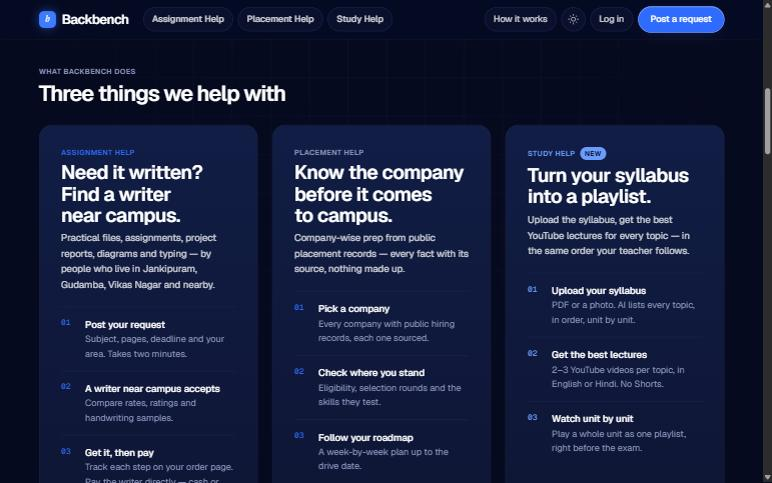 b Backbench
Assignment Help
Placement Help
Study Help
How it works
Log in
Post a request
WHAT BACKBENCH DOES
Three things we help with
ASSIGNMENT HELP
Need it written?
Find a writer
near campus.
Practical files, assignments, project
reports, diagrams and typing — by
people who live in Jankipuram,
Gudamba, Vikas Nagar and nearby.
01 Post your request
Subject, pages, deadline and your
area. Takes two minutes.
02 A writer near campus accepts
Compare rates, ratings and
handwriting samples.
03 Get it, then pay
Track each step on your order page.
Pay the writer directly — cash or
PLACEMENT HELP
Know the company
before it comes
to campus.
Company-wise prep from public
placement records — every fact with its
source, nothing made up.
01 Pick a company
Every company with public hiring
records, each one sourced.
02 Check where you stand
Eligibility, selection rounds and the
skills they test.
03 Follow your roadmap
A week-by-week plan up to the
drive date.
STUDY HELP NEW
Turn your syllabus
into a playlist.
Upload the syllabus, get the best
YouTube lectures for every topic — in
the same order your teacher follows.
01 Upload your syllabus
PDF or a photo. AI lists every topic,
in order, unit by unit.
02 Get the best lectures
2–3 YouTube videos per topic, in
English or Hindi. No Shorts.
03 Watch unit by unit
Play a whole unit as one playlist,
right before the exam.